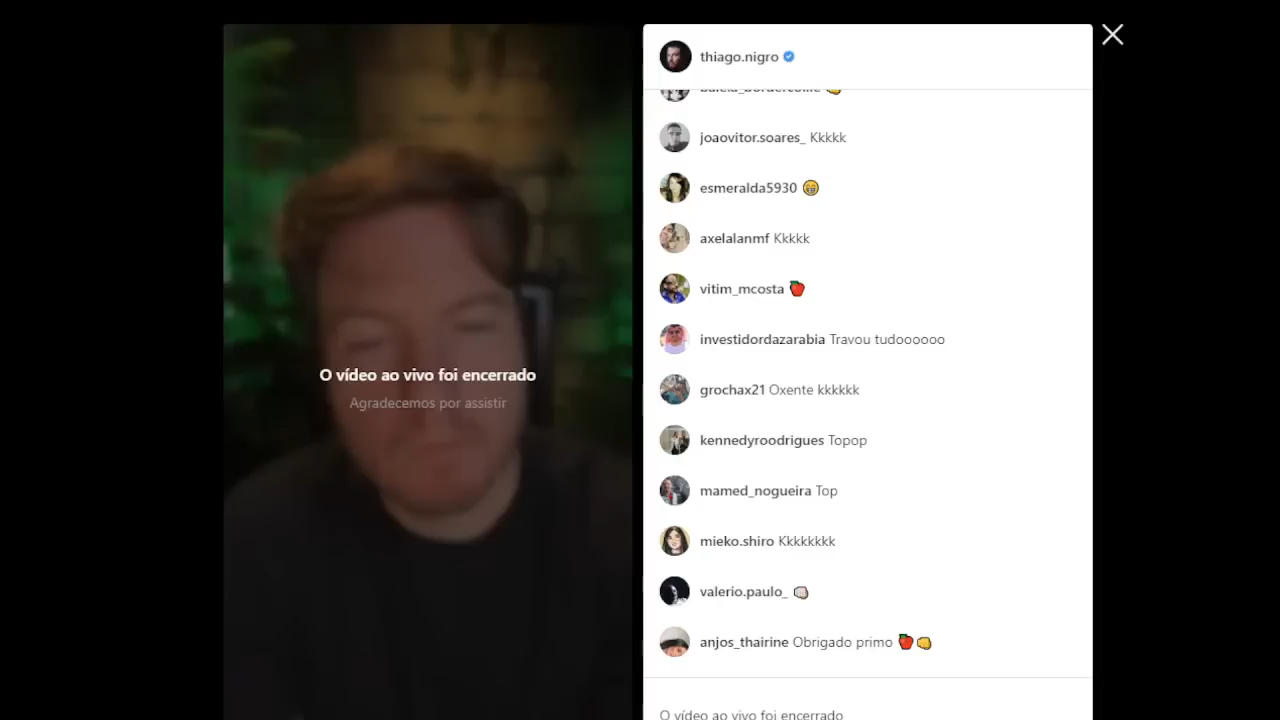 thiago.nigro
joaovitor.soares_ Kkkkk
esmeralda5930 😁
axelalanmf Kkkkk
vitim_mcosta 🍎
investidordazarabia Travou tudoooooo
grochax21 Oxente kkkkkk
kennedyroodrigues Topop
mamed_nogueira Top
mieko.shiro Kkkkkkkk
valerio.paulo_ 👊🏻
anjos_thairine Obrigado primo 🍎👊
O vídeo ao vivo foi encerrado
O vídeo ao vivo foi encerrado
Agradecemos por assistir